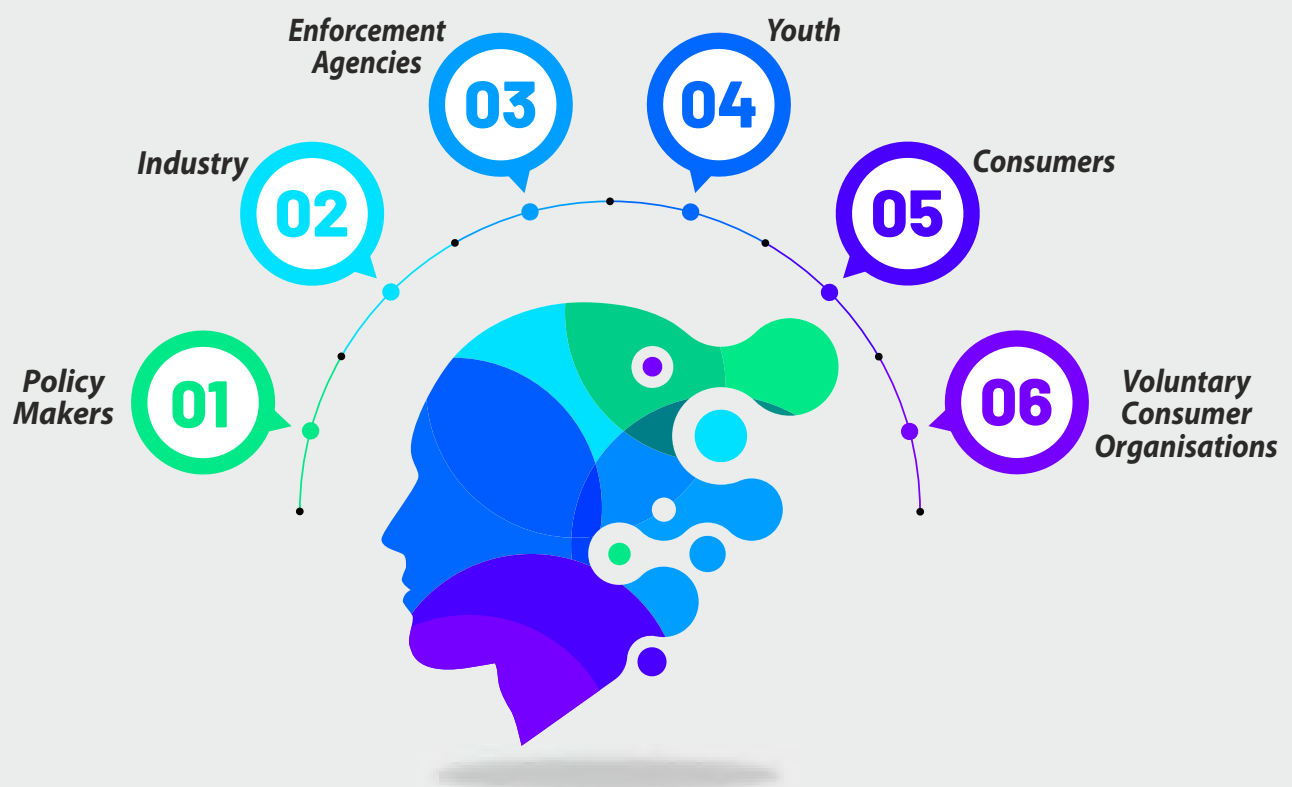 01
Policy
Makers
02
Industry
03
Enforcement
Agencies
04
Youth
05
Consumers
06
Voluntary
Consumer
Organisations